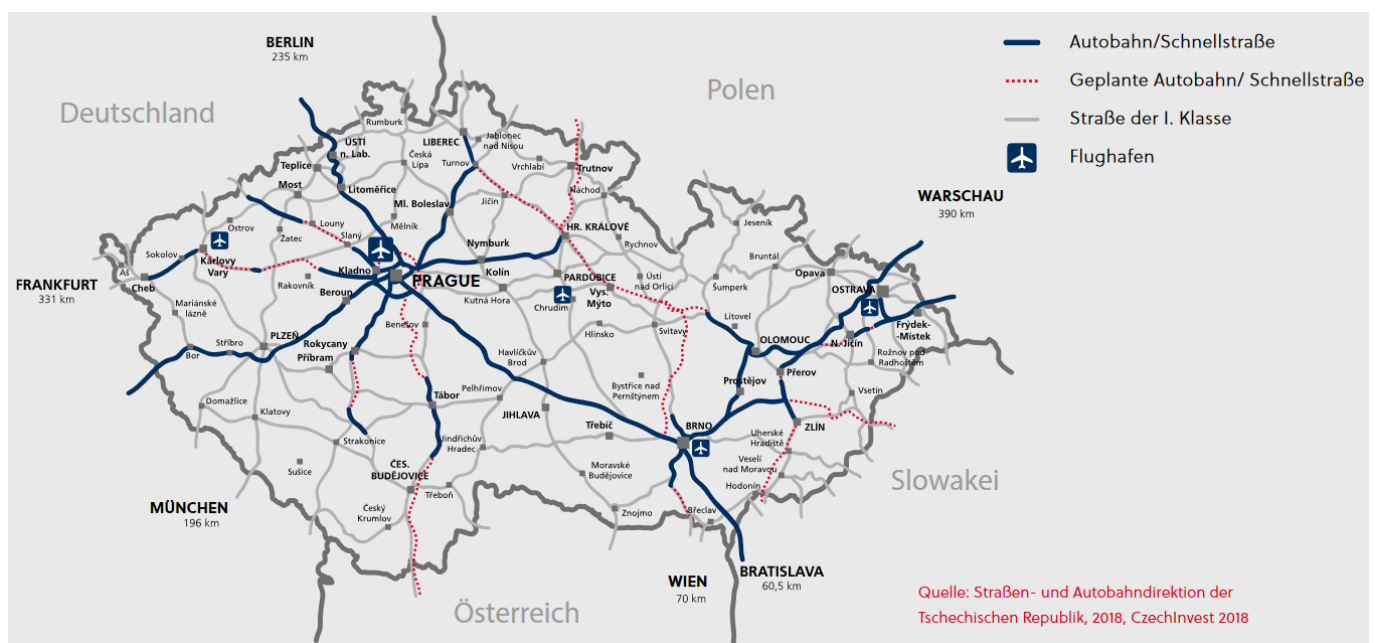 BERLIN
235 km
Autobahn/Schnellstraße
Geplante Autobahn/ Schnellstraße
Straße der I. Klasse
Flughafen
Deutschland
Polen
Rumburk
ÚSTÍ
n. Lab.
LIBEREC
Jablonec
nad Nisou
Teplice
Česká
Lípa
Turnov
Vrchlabí
Trutnov
Most
Litoměřice
Náchod
WARSCHAU
390 km
Ml. Boleslav
Jičín
Ostrov
Louny
Mělník
Žatec
Slaný
HR. KRÁLOVÉ
Rychnov
Jeseník
Sokolov
Karlovy
Vary
Nymburk
Bruntál
Aš
Cheb
Kladno
PRAGUE
Kolín
PARDUBICE
Ústí
nad Orlicí
Šumperk
Opava
OSTRAVA
FRANKFURT
331 km
Rakovník
Beroun
Kutná Hora
Chrudim
Vys.
Mýto
Mariánské
lázně
Litovel
Frýdek-
-Místek
Benešov
Hlinsko
Svitavy
PLZEŇ
Rokycany
Stříbro
Bor
Příbram
OLOMOUC
N. Jičín
Rožnov pod
Radhoštěm
Havlíčkův
Brod
Přerov
Bystřice nad
Pernštýnem
Prostějov
Vsetín
Tábor
Pelhřimov
Domažlice
Klatovy
JIHLAVA
Třebíč
BRNO
ZLÍN
Strakonice
Jindřichův
Hradec
Uherské
Hradiště
Sušice
ČES.
BUDĚJOVICE
Moravské
Budějovice
Veselí
nad Moravou
Třeboň
Hodonín
Slowakei
MÜNCHEN
196 km
Český
Krumlov
Znojmo
Břeclav
WIEN
70 km
BRATISLAVA
60,5 km
Österreich
Quelle: Straßen- und Autobahndirektion der
Tschechischen Republik, 2018, CzechInvest 2018